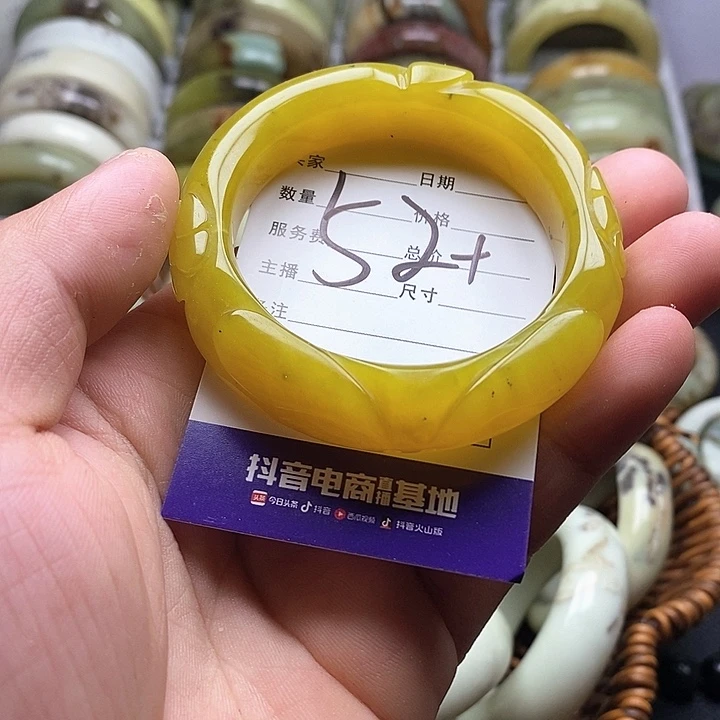 家 日期
数量 价格
服务费 总价
主播 尺寸
52+
注
抖音电商直播基地
今日头条 抖音 西瓜视频 抖音火山版